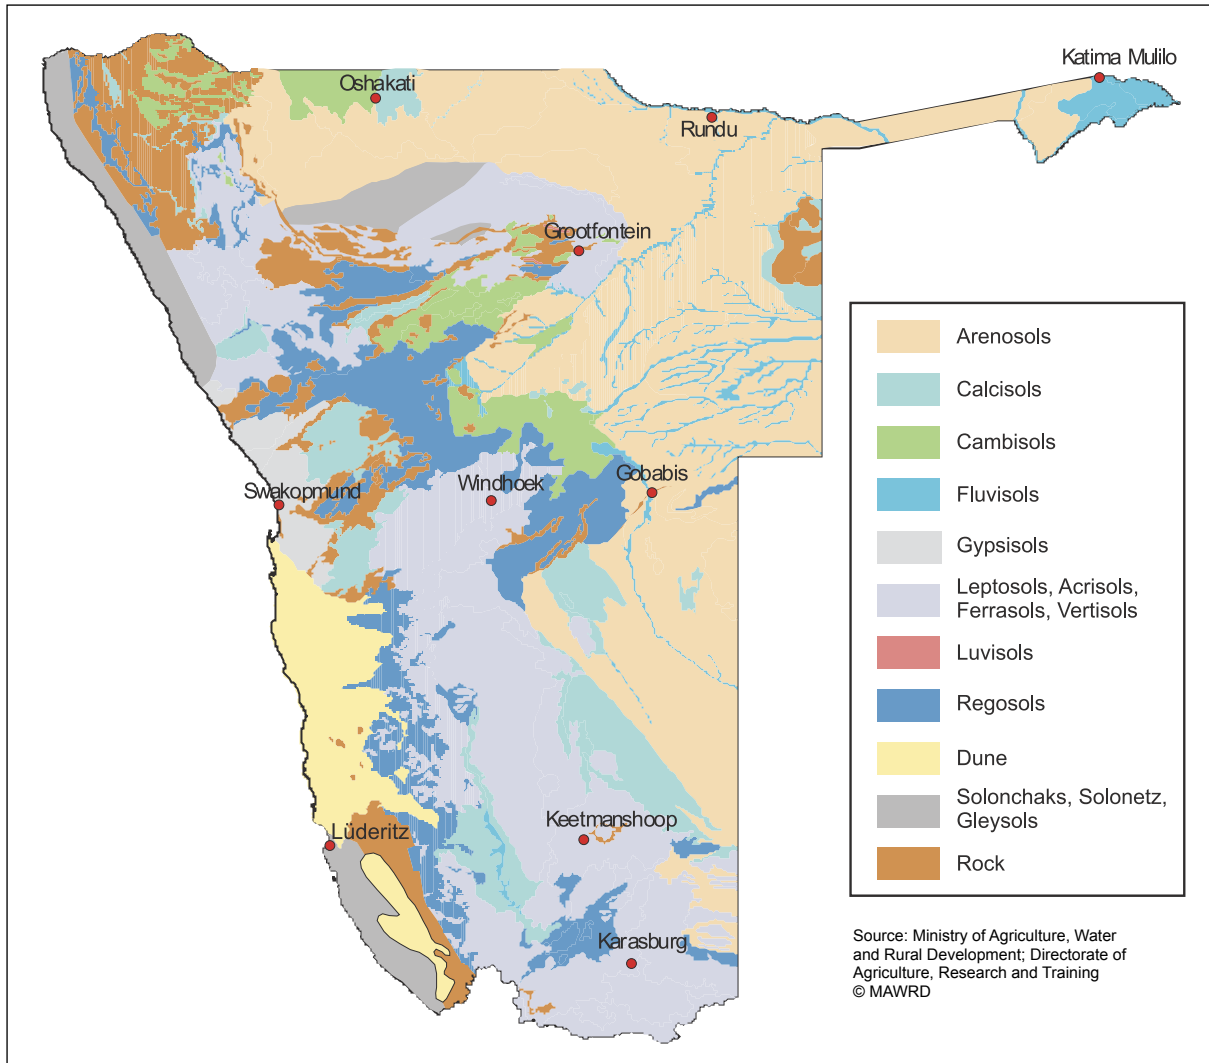 Katima Mulilo
Oshakati
Rundu
Grootfontein
Windhoek
Gobabis
Swakopmund
Keetmanshoop
Lüderitz
Karasburg
Arenosols
Calcisols
Cambisols
Fluvisols
Gypsisols
Leptosols, Acrisols,
Ferrasols, Vertisols
Luvisols
Regosols
Dune
Solonchaks, Solonetz,
Gleysols
Rock
Source: Ministry of Agriculture, Water
and Rural Development; Directorate of
Agriculture, Research and Training
© MAWRD